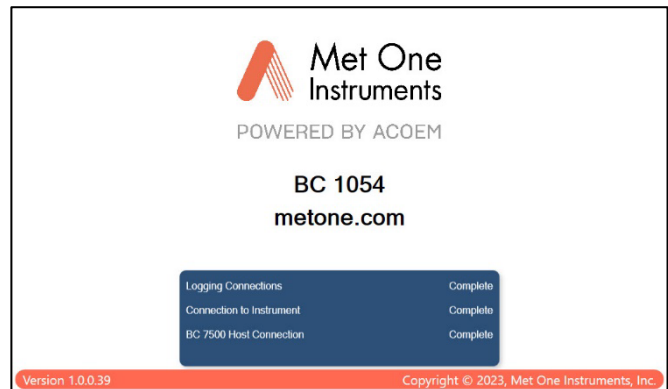 Met One
Instruments
POWERED BY ACOEM
BC 1054
metone.com
Logging Connections Complete
Connection to Instrument Complete
BC 7500 Host Connection Complete
Version 1.0.0.39 Copyright © 2023, Met One Instruments, Inc.